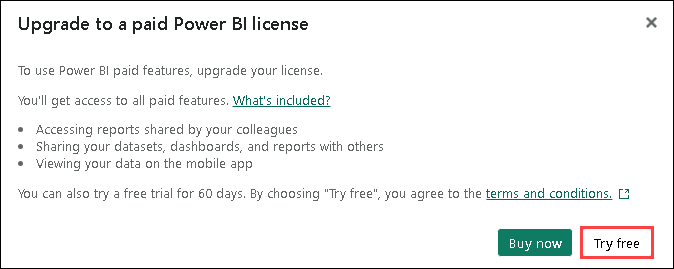 Upgrade to a paid Power BI license
To use Power BI paid features, upgrade your license.
You'll get access to all paid features. What's included?
• Accessing reports shared by your colleagues
• Sharing your datasets, dashboards, and reports with others
• Viewing your data on the mobile app
You can also try a free trial for 60 days. By choosing "Try free", you agree to the terms and conditions.
Buy now Try free